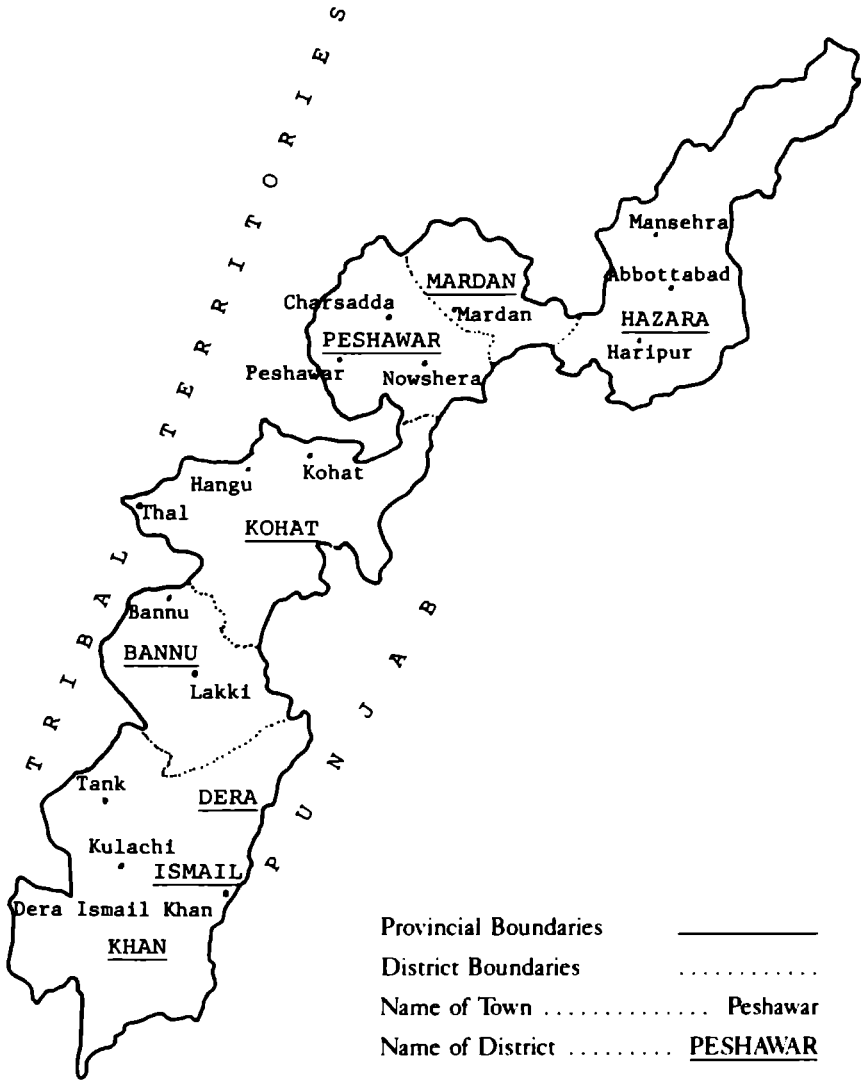 TRIBAL TERRITORIES
Mansehra
Abbottabad
HAZARA
Haripur
MARDAN
Mardan
Charsadda
PESHAWAR
Peshawar
Nowshera
Hangu
Kohat
Thal
KOHAT
Bannu
BANNU
Lakki
PUNJAB
Tank
DERA
Kulachi
ISMAIL
Dera Ismail Khan
KHAN
Provincial Boundaries
District Boundaries ............
Name of Town .............. Peshawar
Name of District ......... PESHAWAR